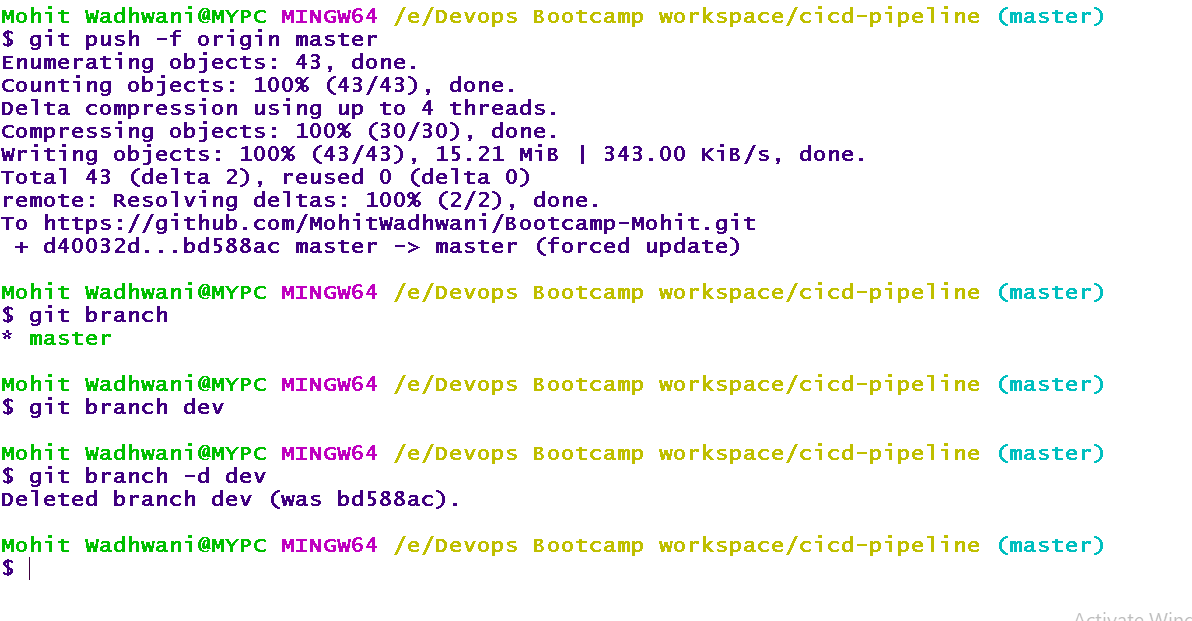 Mohit Wadhwani@MYPC MINGW64 /e/Devops Bootcamp workspace/cicd-pipeline (master)
$ git push -f origin master
Enumerating objects: 43, done.
Counting objects: 100% (43/43), done.
Delta compression using up to 4 threads.
Compressing objects: 100% (30/30), done.
Writing objects: 100% (43/43), 15.21 MiB | 343.00 KiB/s, done.
Total 43 (delta 2), reused 0 (delta 0)
remote: Resolving deltas: 100% (2/2), done.
To https://github.com/MohitWadhwani/Bootcamp-Mohit.git
 + d40032d...bd588ac master -> master (forced update)
Mohit Wadhwani@MYPC MINGW64 /e/Devops Bootcamp workspace/cicd-pipeline (master)
$ git branch
* master
Mohit Wadhwani@MYPC MINGW64 /e/Devops Bootcamp workspace/cicd-pipeline (master)
$ git branch dev
Mohit Wadhwani@MYPC MINGW64 /e/Devops Bootcamp workspace/cicd-pipeline (master)
$ git branch -d dev
Deleted branch dev (was bd588ac).
Mohit Wadhwani@MYPC MINGW64 /e/Devops Bootcamp workspace/cicd-pipeline (master)
$